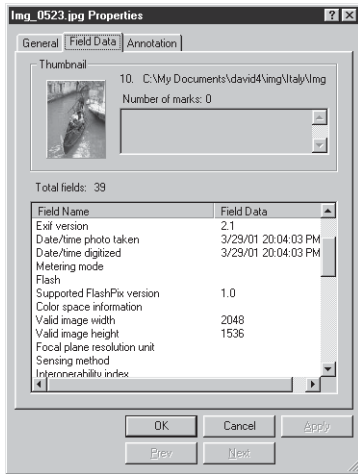 Img_0523.jpg Properties
General Field Data Annotation
Thumbnail
10. C:\My Documents\david4\img\Italy\Img
Number of marks: 0
Total fields: 39
Field Name Field Data
Exif version 2.1
Date/time photo taken 3/29/01 20:04:03 PM
Date/time digitized 3/29/01 20:04:03 PM
Metering mode
Flash
Supported FlashPix version 1.0
Color space information
Valid image width 2048
Valid image height 1536
Focal plane resolution unit
Sensing method
Interoperability index
OK Cancel Apply
Prev Next